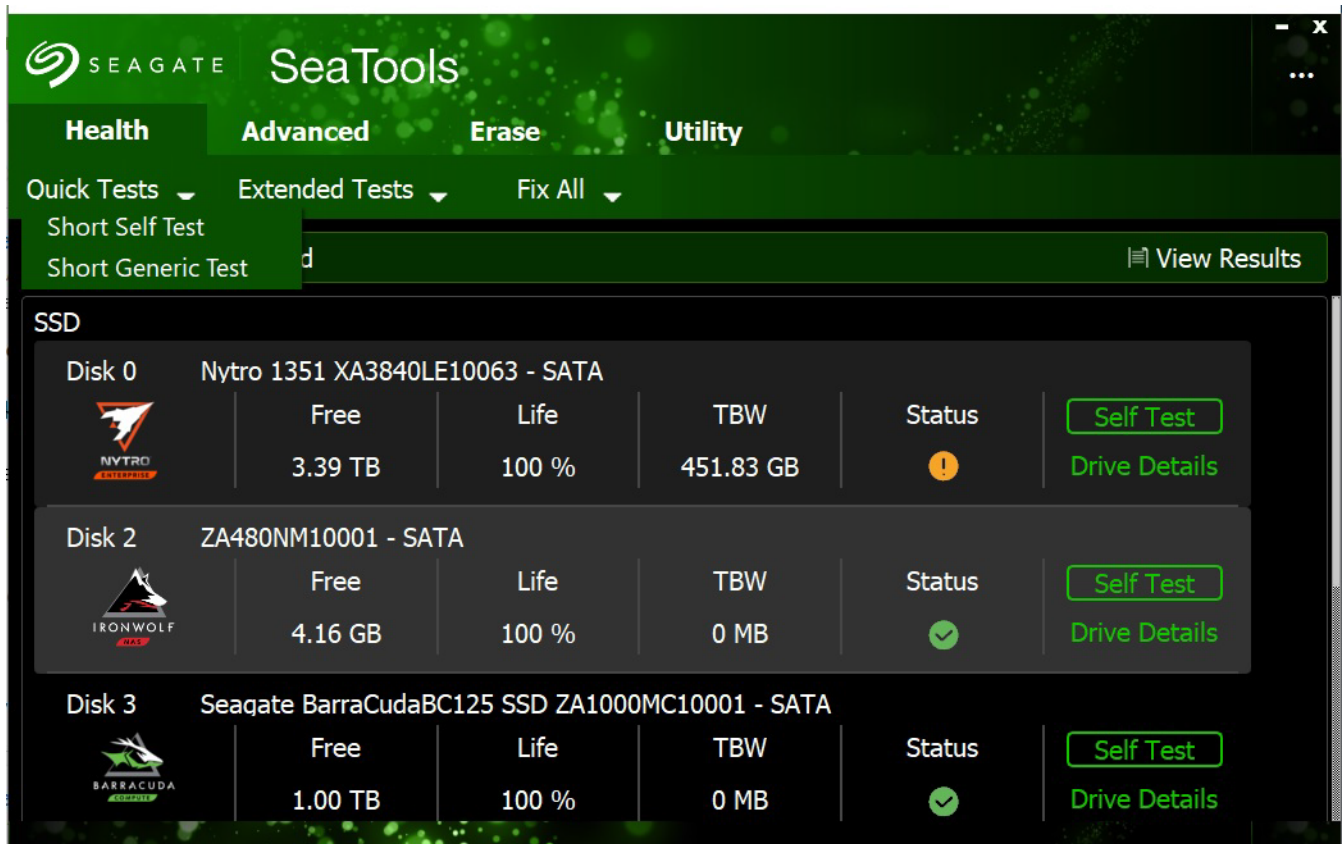 SEAGATE SeaTools
- x
...
Health Advanced Erase Utility
Quick Tests Extended Tests Fix All
Short Self Test
Short Generic Test
d View Results
SSD
Disk 0 Nytro 1351 XA3840LE10063 - SATA
Free Life TBW Status Self Test
NYTRO
ENTERPRISE
3.39 TB 100 % 451.83 GB ! Drive Details
Disk 2 ZA480NM10001 - SATA
Free Life TBW Status Self Test
IRONWOLF
NAS
4.16 GB 100 % 0 MB Drive Details
Disk 3 Seagate BarraCudaBC125 SSD ZA1000MC10001 - SATA
Free Life TBW Status Self Test
BARRACUDA
COMPUTE
1.00 TB 100 % 0 MB Drive Details